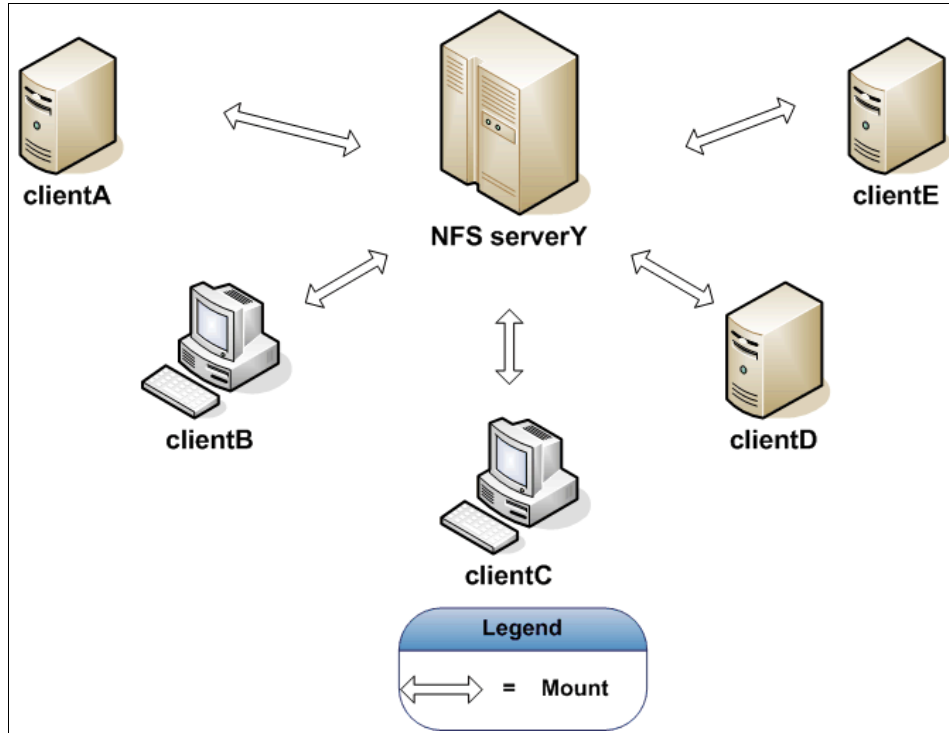 clientA
NFS serverY
clientE
clientB
clientD
clientC
Legend
= Mount